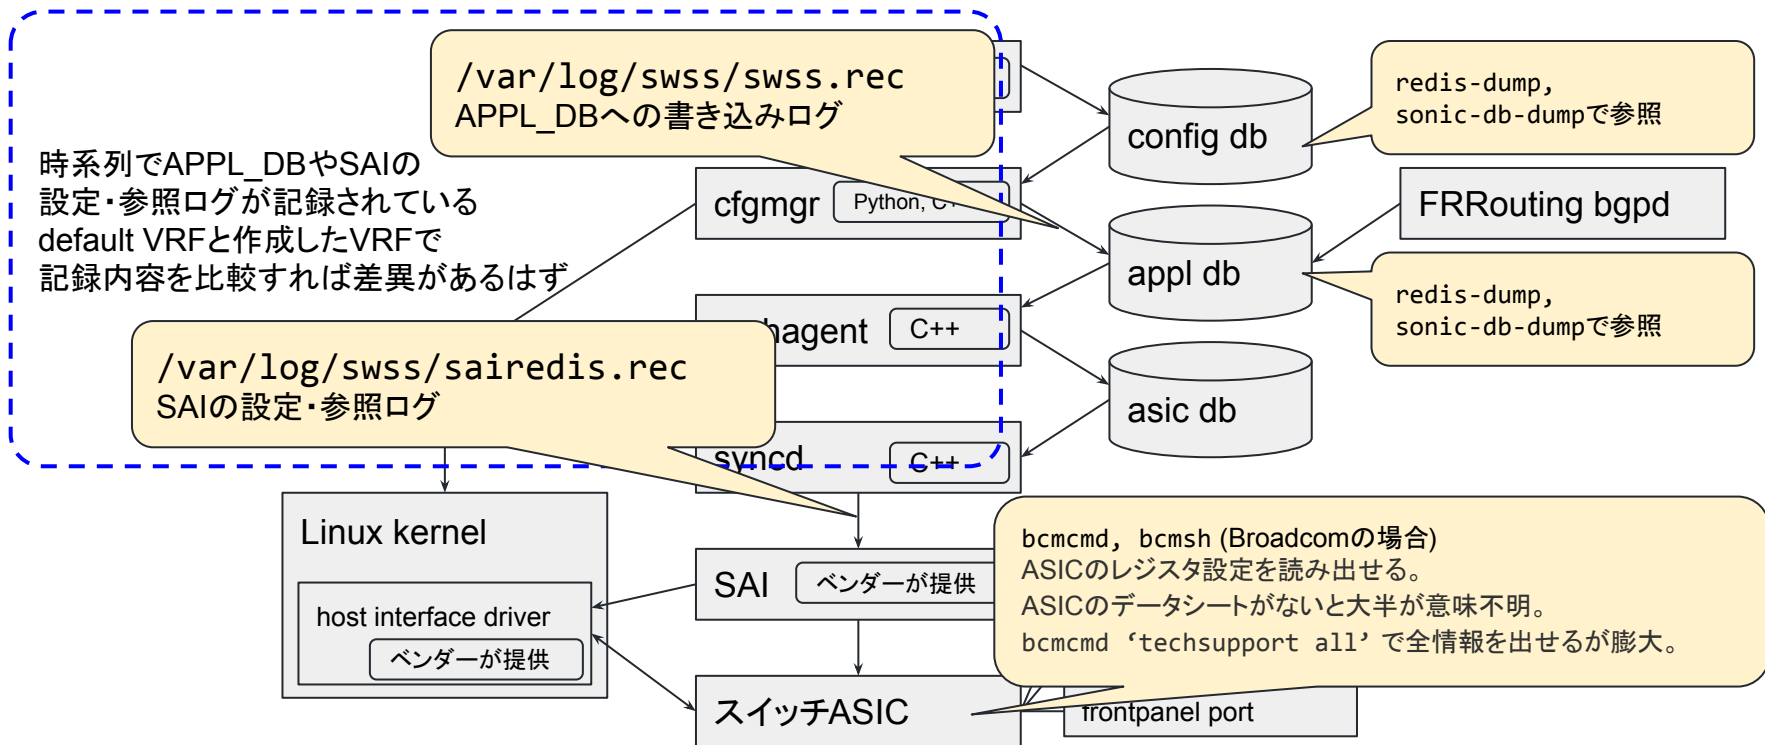 /var/log/swss/swss.rec
APPL_DBへの書き込みログ
config db
redis-dump,
sonic-db-dumpで参照
時系列でAPPL_DBやSAIの
設定・参照ログが記録されている
default VRFと作成したVRFで
記録内容を比較すれば差異があるはず
cfgmgr
Python,
FRRouting bgpd
appl db
redis-dump,
sonic-db-dumpで参照
hagent
C++
/var/log/swss/sairedis.rec
SAIの設定・参照ログ
asic db
syncd
C++
Linux kernel
host interface driver
ベンダーが提供
SAI
ベンダーが提供
bcmcmd, bcmsh (Broadcomの場合)
ASICのレジスタ設定を読み出せる。
ASICのデータシートがないと大半が意味不明。
bcmcmd ‘techsupport all’ で全情報を出せるが膨大。
スイッチASIC
frontpanel port